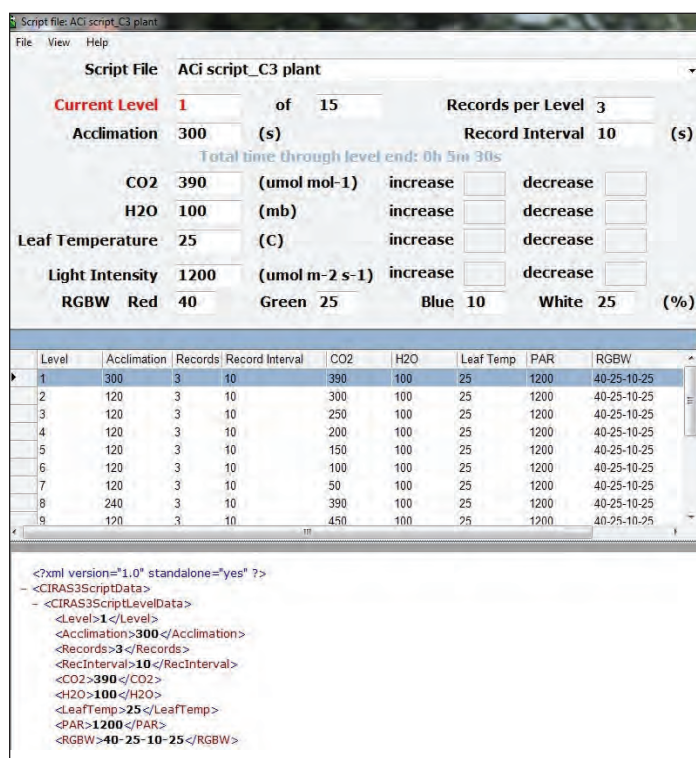 Script file: ACi script_C3 plant
File View Help
Script File ACi script_C3 plant
Current Level 1 of 15 Records per Level 3
Acclimation 300 (s) Record Interval 10 (s)
Total time through level end: 0h 5m 30s
CO2 390 (umol mol-1) increase decrease
H2O 100 (mb) increase decrease
Leaf Temperature 25 (C) increase decrease
Light Intensity 1200 (umol m-2 s-1) increase decrease
RGBW Red 40 Green 25 Blue 10 White 25 (%)
Level Acclimation Records Record Interval CO2 H2O Leaf Temp PAR RGBW
1 300 3 10 390 100 25 1200 40-25-10-25
2 120 3 10 300 100 25 1200 40-25-10-25
3 120 3 10 250 100 25 1200 40-25-10-25
4 120 3 10 200 100 25 1200 40-25-10-25
5 120 3 10 150 100 25 1200 40-25-10-25
6 120 3 10 100 100 25 1200 40-25-10-25
7 120 3 10 50 100 25 1200 40-25-10-25
8 240 3 10 390 100 25 1200 40-25-10-25
9 120 3 10 450 100 25 1200 40-25-10-25
<?xml version="1.0" standalone="yes" ?>
- <CIRAS3ScriptData>
- <CIRAS3ScriptLevelData>
<Level>1</Level>
<Acclimation>300</Acclimation>
<Records>3</Records>
<RecInterval>10</RecInterval>
<CO2>390</CO2>
<H2O>100</H2O>
<LeafTemp>25</LeafTemp>
<PAR>1200</PAR>
<RGBW>40-25-10-25</RGBW>